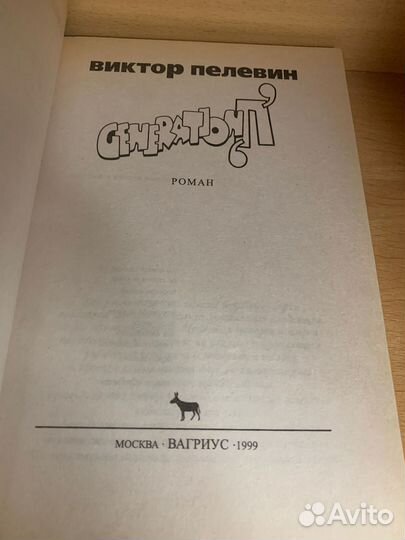 ВИКТОР ПЕЛЕВИН
GENERATION „П‟
РОМАН
МОСКВА · ВАГРИУС · 1999
Avito